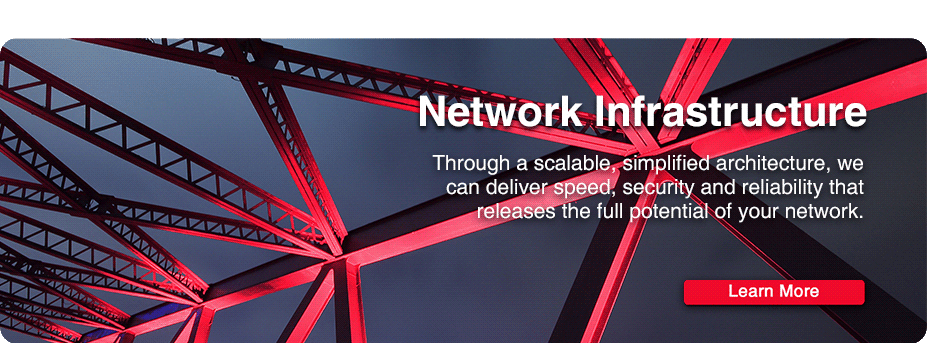 Network Infrastructure
Through a scalable, simplified architecture, we
can deliver speed, security and reliability that
releases the full potential of your network.
Learn More